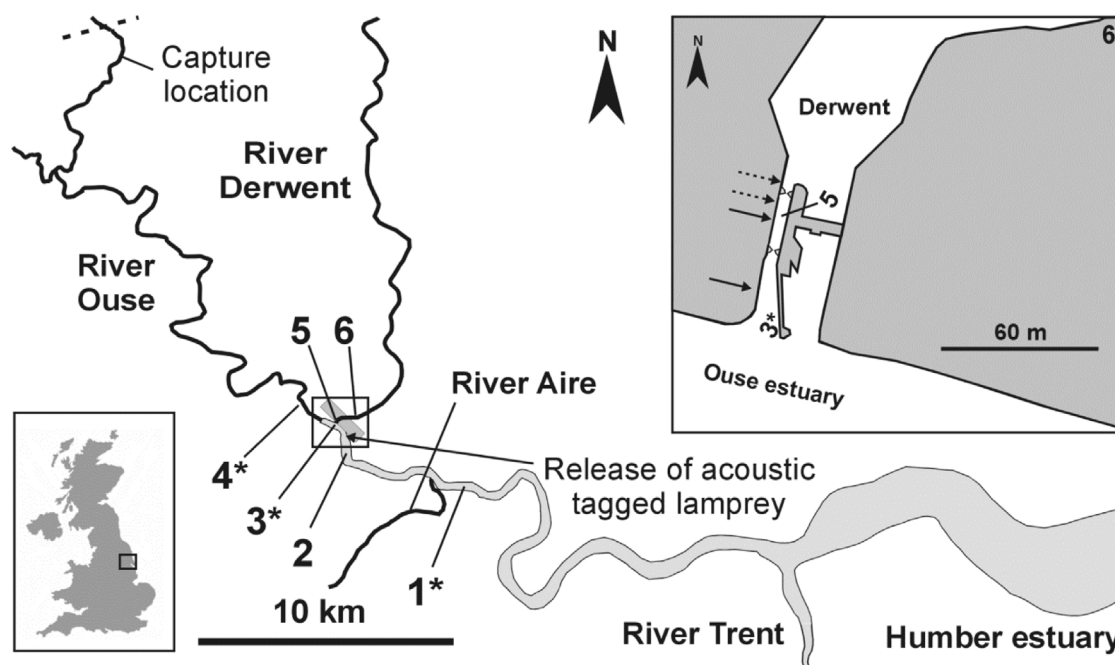 Capture
location
River
Derwent
River
Ouse
5
6
River Aire
4*
3*
2
1*
Release of acoustic
tagged lamprey
10 km
River Trent
Humber estuary
N
N
6
Derwent
5
3*
60 m
Ouse estuary